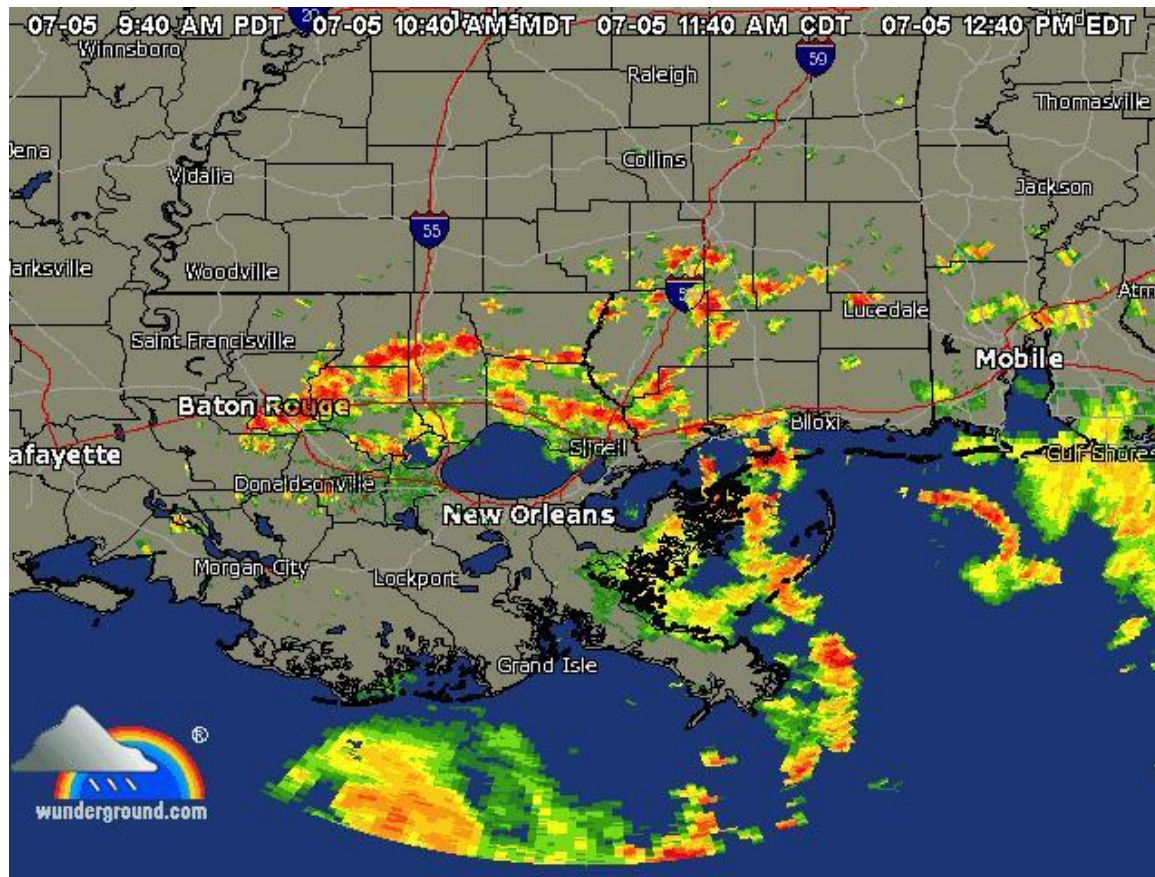 07-05 9:40 AM PDT 07-05 10:40 AM MDT 07-05 11:40 AM CDT 07-05 12:40 PM EDT
Winnsboro
59
Raleigh
Thomasville
Collins
Vidalia
Jackson
55
Woodville
Lucedale
Saint Francisville
Mobile
Baton Rouge
Biloxi
Slidell
Gulf Shores
afayette
Donaldsonville
New Orleans
Morgan City
Lockport
Grand Isle
®
wunderground.com